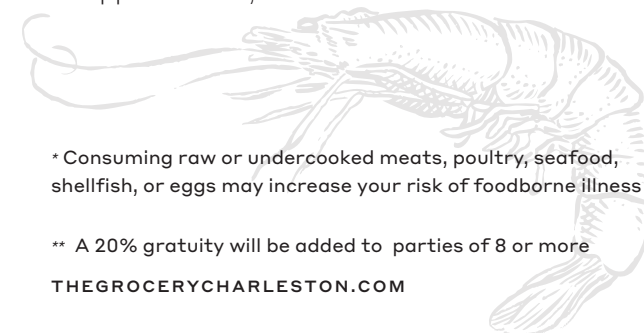 * Consuming raw or undercooked meats, poultry, seafood,
shellfish, or eggs may increase your risk of foodborne illness
** A 20% gratuity will be added to parties of 8 or more
THEGROCERYCHARLESTON.COM